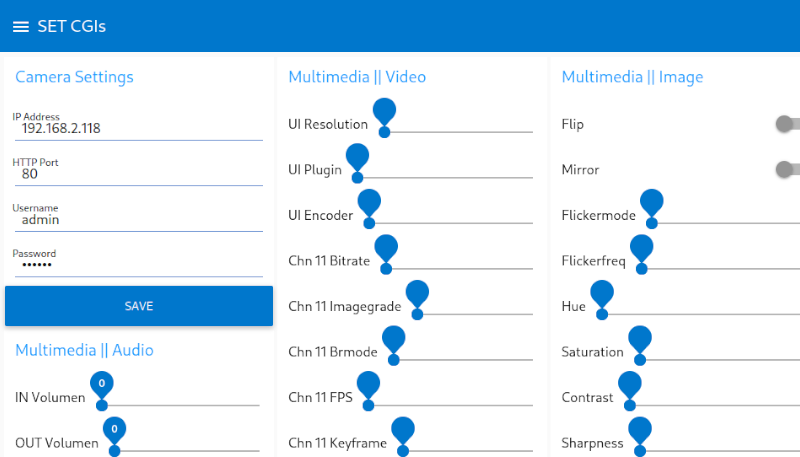 SET CGIs
Camera Settings
IP Address
192.168.2.118
HTTP Port
80
Username
admin
Password
••••••
SAVE
Multimedia || Audio
IN Volumen
0
OUT Volumen
0
Multimedia || Video
UI Resolution
UI Plugin
UI Encoder
Chn 11 Bitrate
Chn 11 Imagegrade
Chn 11 Brmode
Chn 11 FPS
Chn 11 Keyframe
Multimedia || Image
Flip
Mirror
Flickermode
Flickerfreq
Hue
Saturation
Contrast
Sharpness